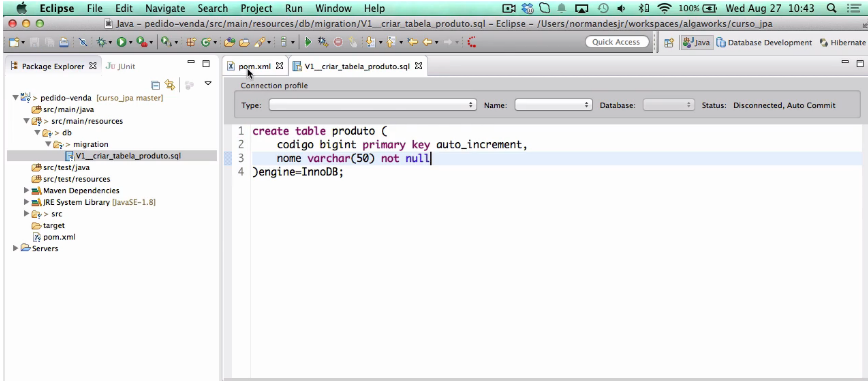 Eclipse File Edit Navigate Search Project Run Window Help 100% Wed Aug 27 10:43
Java - pedido-venda/src/main/resources/db/migration/V1__criar_tabela_produto.sql - Eclipse - /Users/normandesjr/workspaces/algaworks/curso_jpa
Quick Access Java Database Development Hibernate
Package Explorer JUnit
pom.xml V1__criar_tabela_produto.sql
> pedido-venda [curso_jpa master]
src/main/java
> src/main/resources
> db
> migration
V1__criar_tabela_produto.sql
src/test/java
src/test/resources
Maven Dependencies
JRE System Library [JavaSE-1.8]
> src
target
pom.xml
Servers
Connection profile
Type: Name: Database: Status: Disconnected, Auto Commit
1 create table produto (
2 codigo bigint primary key auto_increment,
3 nome varchar(50) not null
4 )engine=InnoDB;